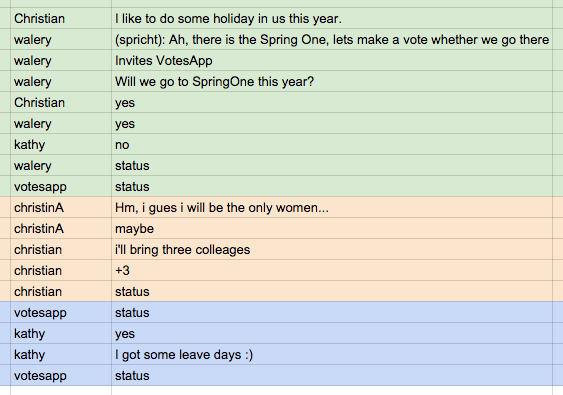 Christian I like to do some holiday in us this year.
walery (spricht): Ah, there is the Spring One, lets make a vote whether we go there
walery Invites VotesApp
walery Will we go to SpringOne this year?
Christian yes
walery yes
kathy no
walery status
votesapp status
christinA Hm, i gues i will be the only women...
christinA maybe
christian i'll bring three colleages
christian +3
christian status
votesapp status
kathy yes
kathy I got some leave days :)
votesapp status